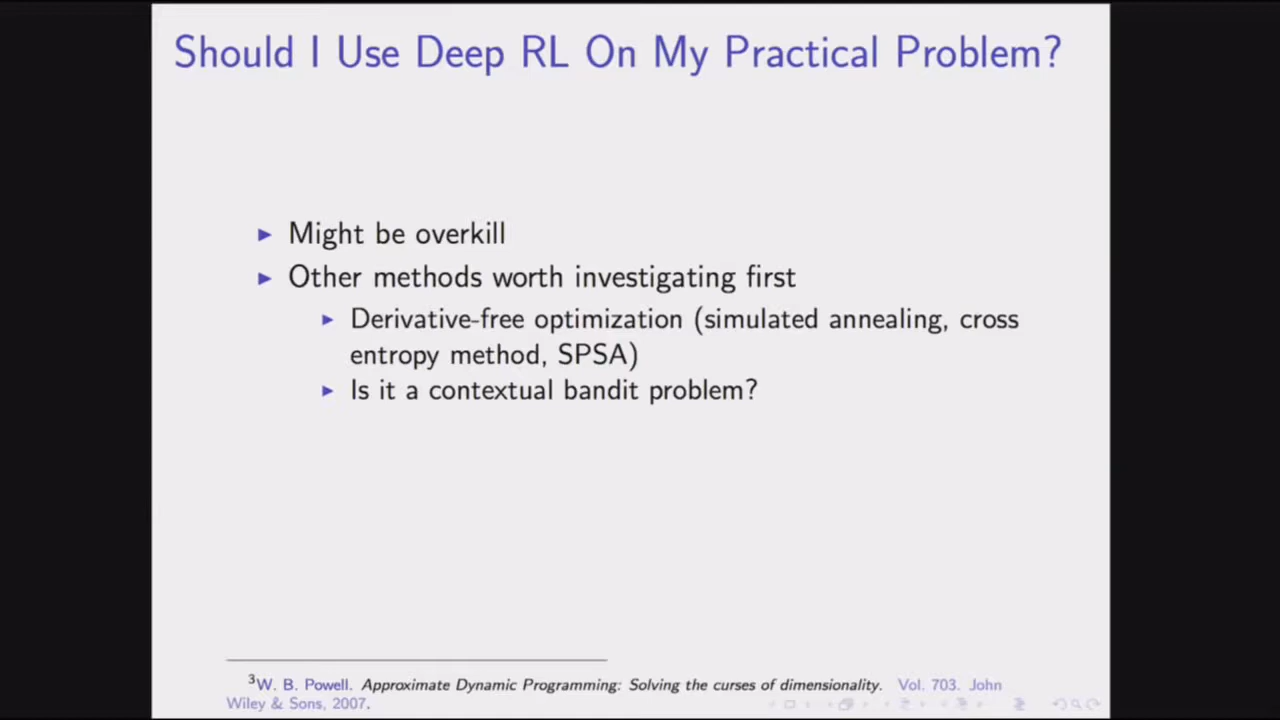 Should I Use Deep RL On My Practical Problem?
Might be overkill
Other methods worth investigating first
Derivative-free optimization (simulated annealing, cross
entropy method, SPSA)
Is it a contextual bandit problem?
3W. B. Powell. Approximate Dynamic Programming: Solving the curses of dimensionality. Vol. 703. John
Wiley & Sons, 2007.